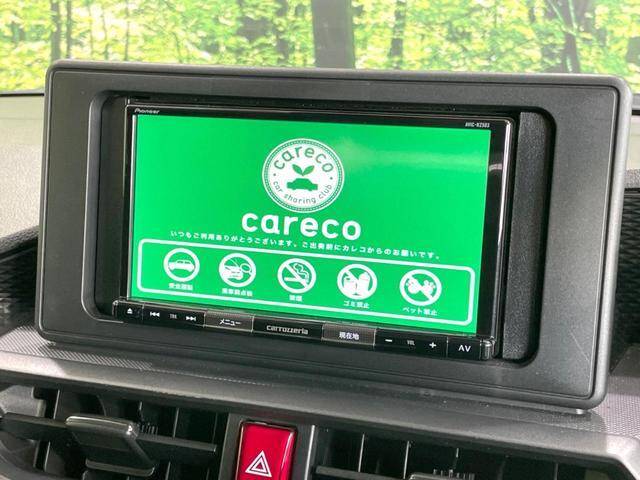 Pioneer
AVIC-RZ503
careco
car sharing club
careco
いつもご利用ありがとうございます。ご出発前にカレコからのお願いです。
安全運転
乗車前点検
禁煙
ゴミ禁止
ペット禁止
TRK
メニュー
carrozzeria
現在地
− VOL +
AV